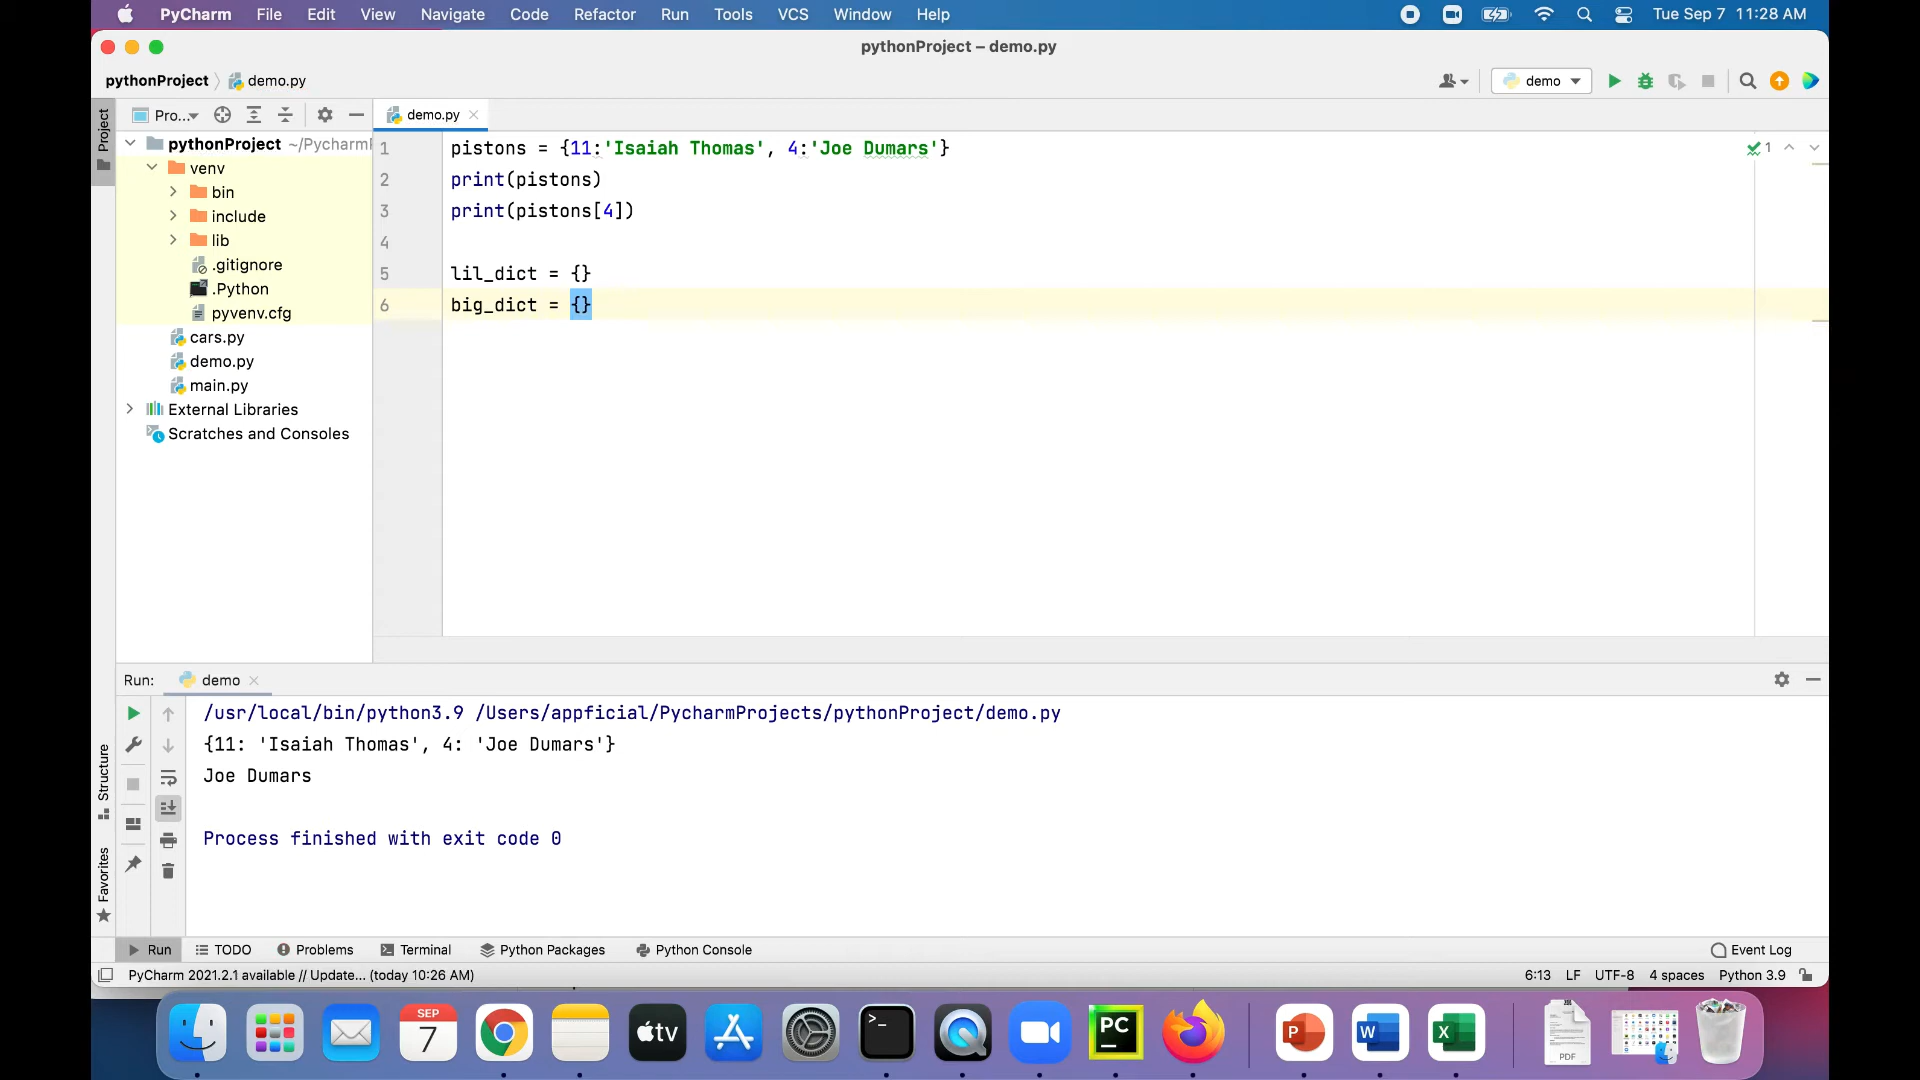 PyCharm File Edit View Navigate Code Refactor Run Tools VCS Window Help Tue Sep 7 11:28 AM
pythonProject – demo.py
pythonProject demo.py demo
Project
Pro... demo.py
pythonProject ~/Pycharm
venv
bin
include
lib
.gitignore
.Python
pyvenv.cfg
cars.py
demo.py
main.py
External Libraries
Scratches and Consoles
1 pistons = {11:'Isaiah Thomas', 4:'Joe Dumars'} 1
2 print(pistons)
3 print(pistons[4])
4
5 lil_dict = {}
6 big_dict = {}
Run: demo
/usr/local/bin/python3.9 /Users/appficial/PycharmProjects/pythonProject/demo.py
{11: 'Isaiah Thomas', 4: 'Joe Dumars'}
Joe Dumars
Process finished with exit code 0
Structure
Favorites
Run TODO Problems Terminal Python Packages Python Console Event Log
PyCharm 2021.2.1 available // Update... (today 10:26 AM) 6:13 LF UTF-8 4 spaces Python 3.9
SEP
7
tv
>_
PC
P
W
X
PDF